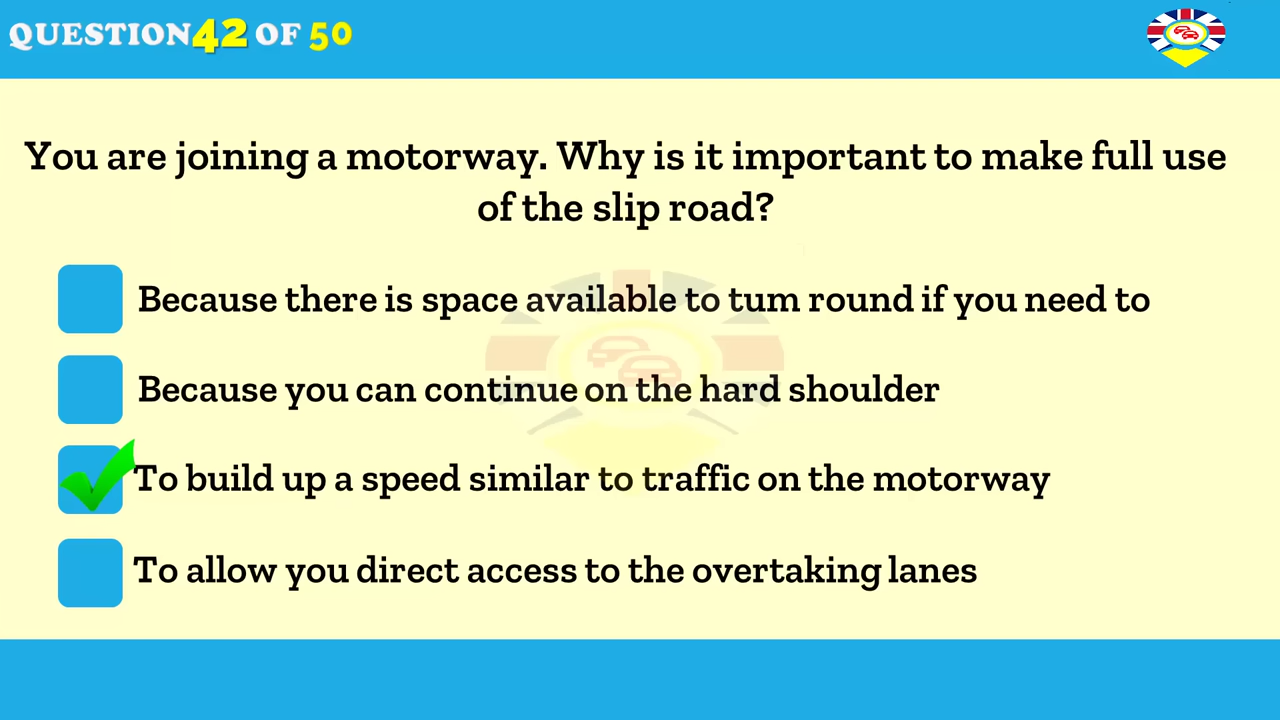 QUESTION 42 OF 50
You are joining a motorway. Why is it important to make full use
of the slip road?
Because there is space available to tum round if you need to
Because you can continue on the hard shoulder
To build up a speed similar to traffic on the motorway
To allow you direct access to the overtaking lanes